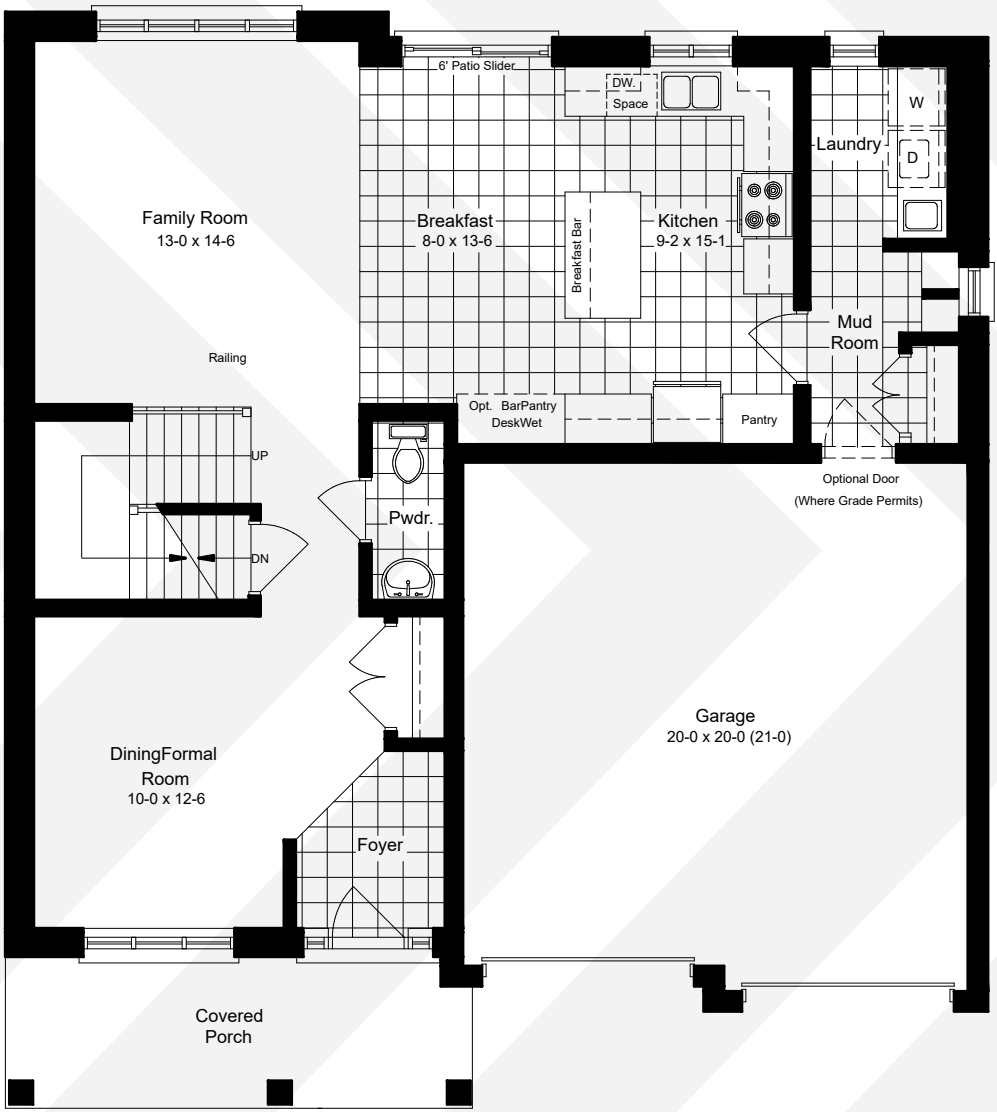 6' Patio Slider
DW.
Space
W
Laundry
D
Family Room
13-0 x 14-6
Breakfast
8-0 x 13-6
Breakfast Bar
Kitchen
9-2 x 15-1
Mud
Room
Railing
Opt. BarPantry
DeskWet
Pantry
UP
Optional Door
(Where Grade Permits)
Pwdr.
DN
Garage
20-0 x 20-0 (21-0)
DiningFormal
Room
10-0 x 12-6
Foyer
Covered
Porch